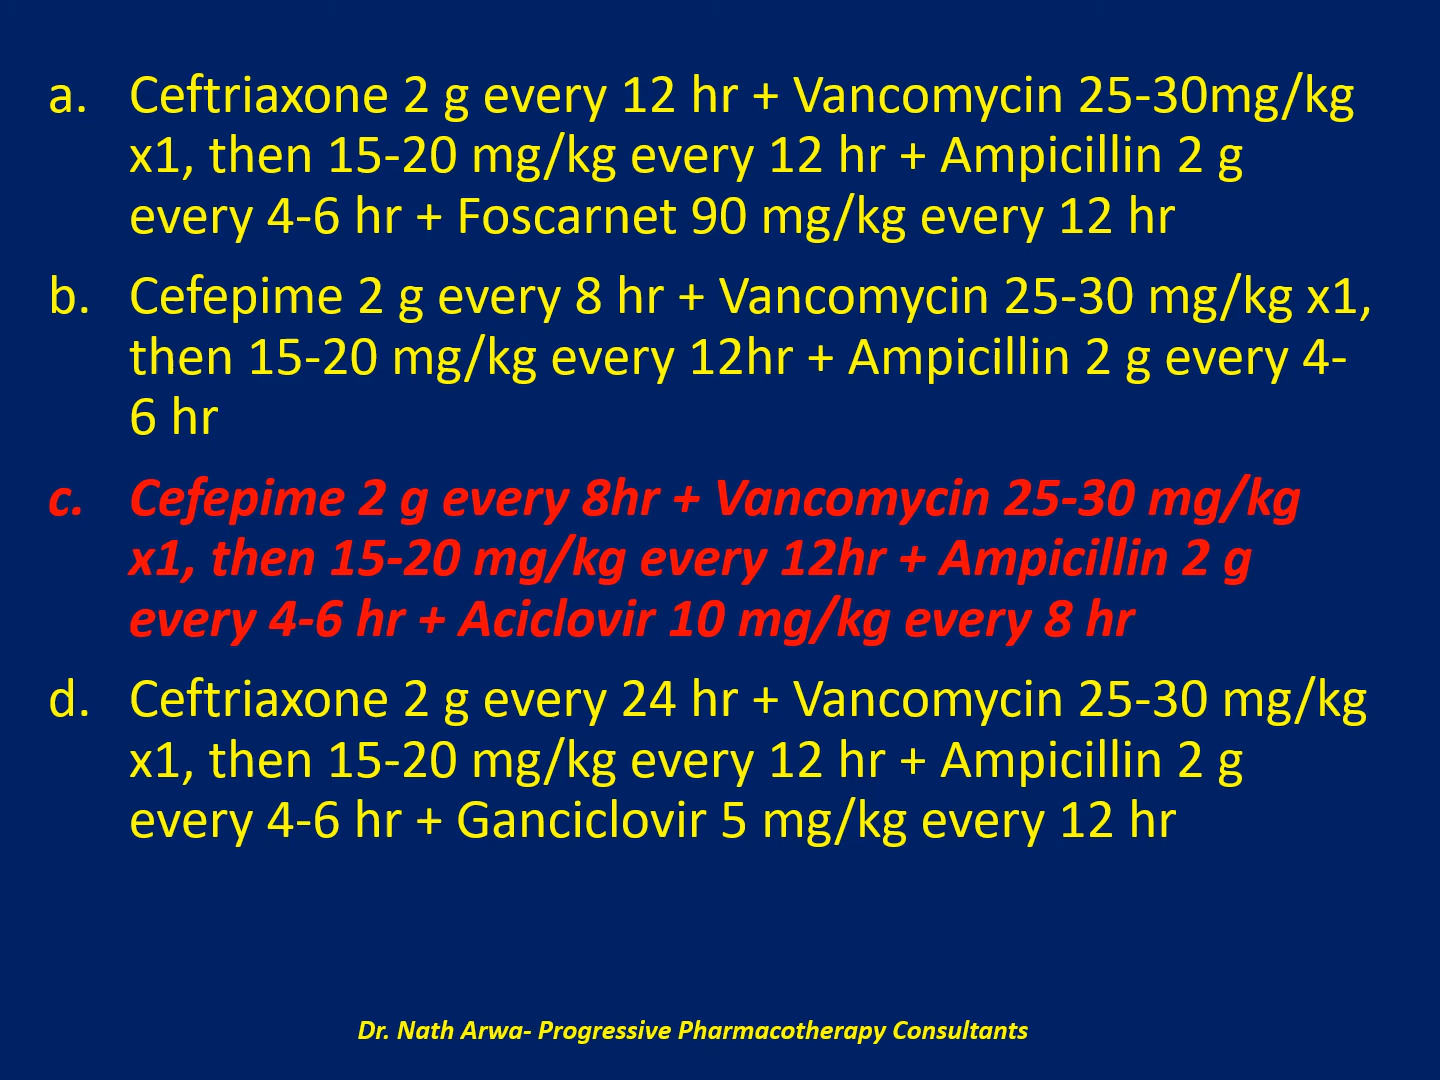 a. Ceftriaxone 2 g every 12 hr + Vancomycin 25-30mg/kg
x1, then 15-20 mg/kg every 12 hr + Ampicillin 2 g
every 4-6 hr + Foscarnet 90 mg/kg every 12 hr
b. Cefepime 2 g every 8 hr + Vancomycin 25-30 mg/kg x1,
then 15-20 mg/kg every 12hr + Ampicillin 2 g every 4-
6 hr
c. Cefepime 2 g every 8hr + Vancomycin 25-30 mg/kg
x1, then 15-20 mg/kg every 12hr + Ampicillin 2 g
every 4-6 hr + Aciclovir 10 mg/kg every 8 hr
d. Ceftriaxone 2 g every 24 hr + Vancomycin 25-30 mg/kg
x1, then 15-20 mg/kg every 12 hr + Ampicillin 2 g
every 4-6 hr + Ganciclovir 5 mg/kg every 12 hr
Dr. Nath Arwa- Progressive Pharmacotherapy Consultants